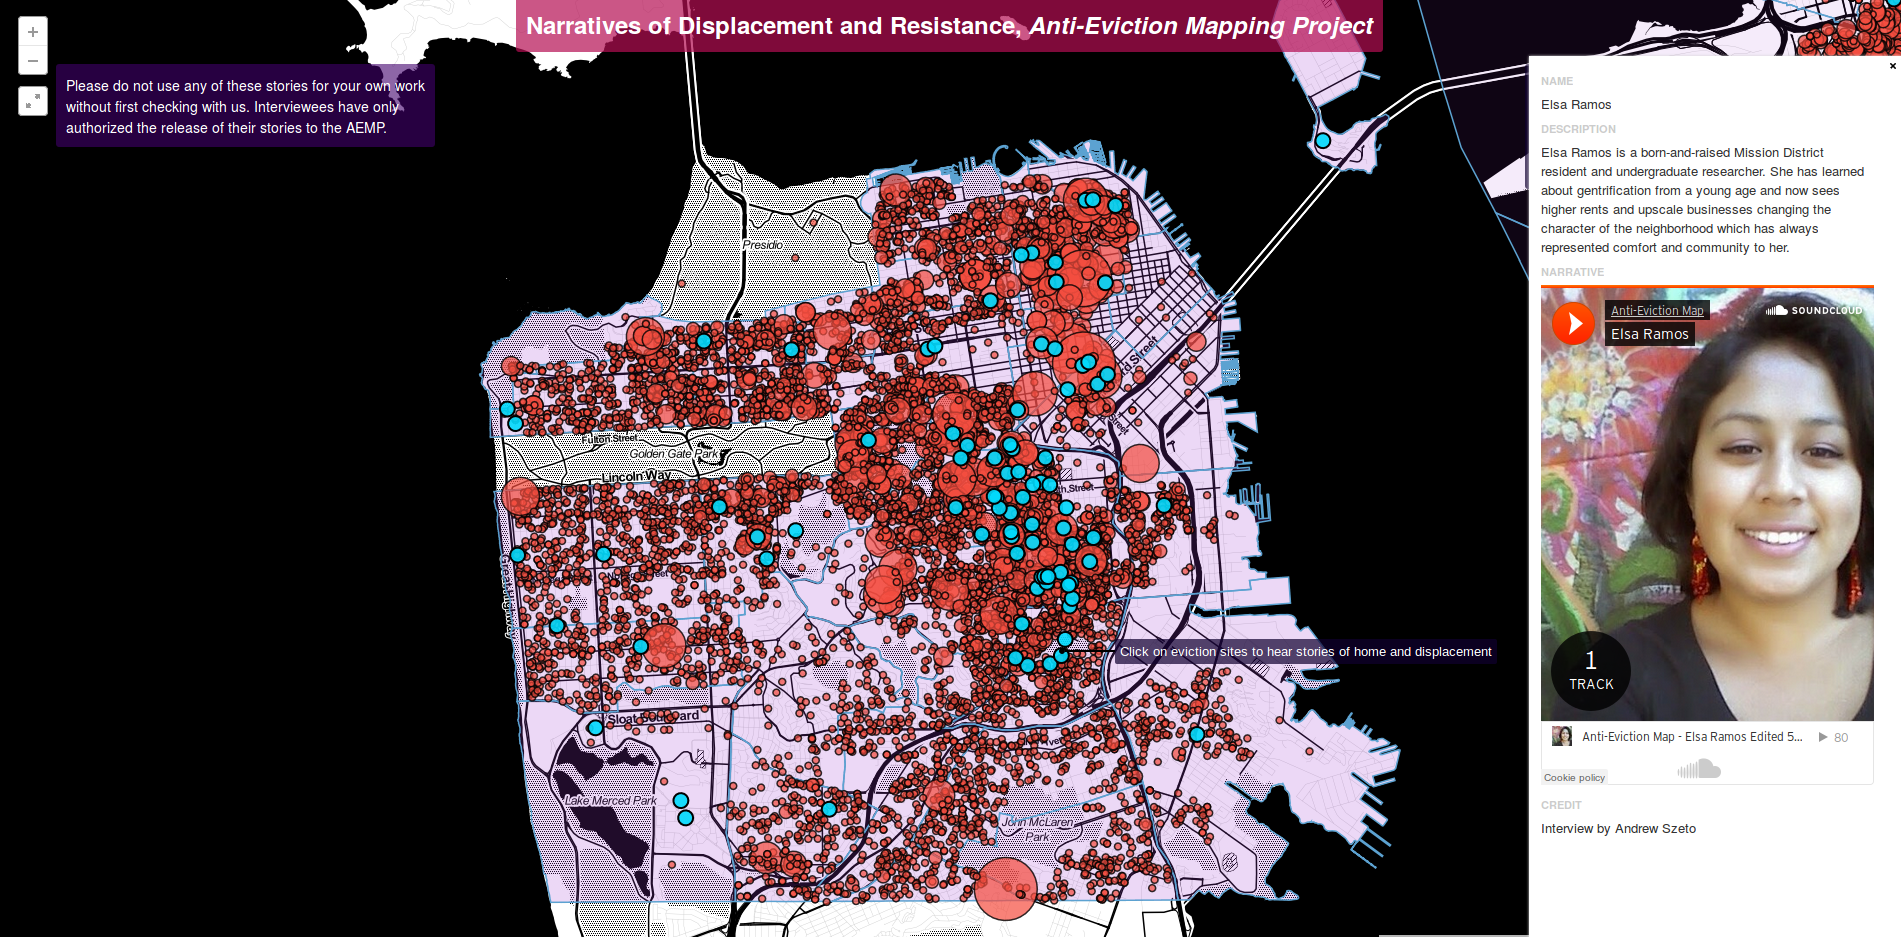 Narratives of Displacement and Resistance, Anti-Eviction Mapping Project
+
−
Please do not use any of these stories for your own work
without first checking with us. Interviewees have only
authorized the release of their stories to the AEMP.
Presidio
Fulton Street
Golden Gate Park
Lincoln Way
Great Highway
Sloat Boulevard
Lake Merced Park
John McLaren
Park
Click on eviction sites to hear stories of home and displacement
×
NAME
Elsa Ramos
DESCRIPTION
Elsa Ramos is a born-and-raised Mission District
resident and undergraduate researcher. She has learned
about gentrification from a young age and now sees
higher rents and upscale businesses changing the
character of the neighborhood which has always
represented comfort and community to her.
NARRATIVE
Anti-Eviction Map
SOUNDCLOUD
Elsa Ramos
1
TRACK
Anti-Eviction Map - Elsa Ramos Edited 5...
80
Cookie policy
CREDIT
Interview by Andrew Szeto